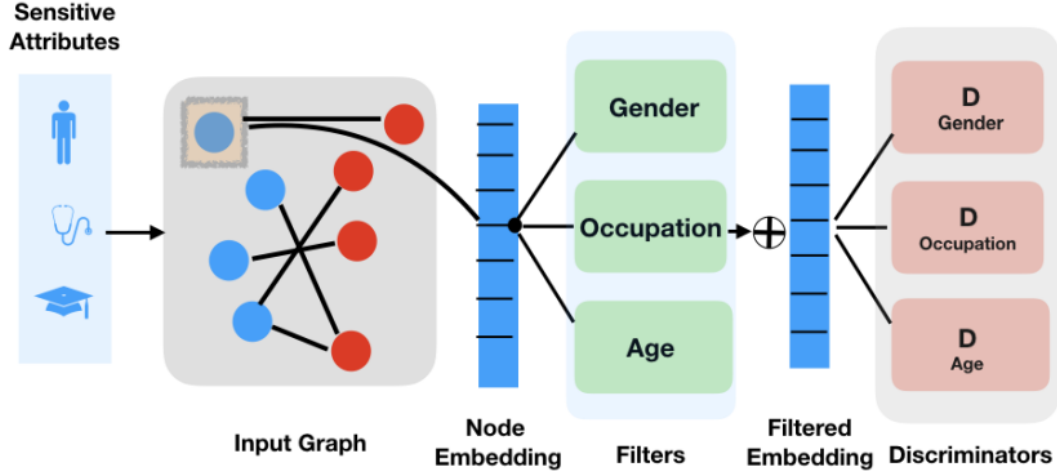 Sensitive
Attributes
Gender
Occupation
Age
D
Gender
D
Occupation
D
Age
Input Graph
Node
Embedding
Filters
Filtered
Embedding
Discriminators